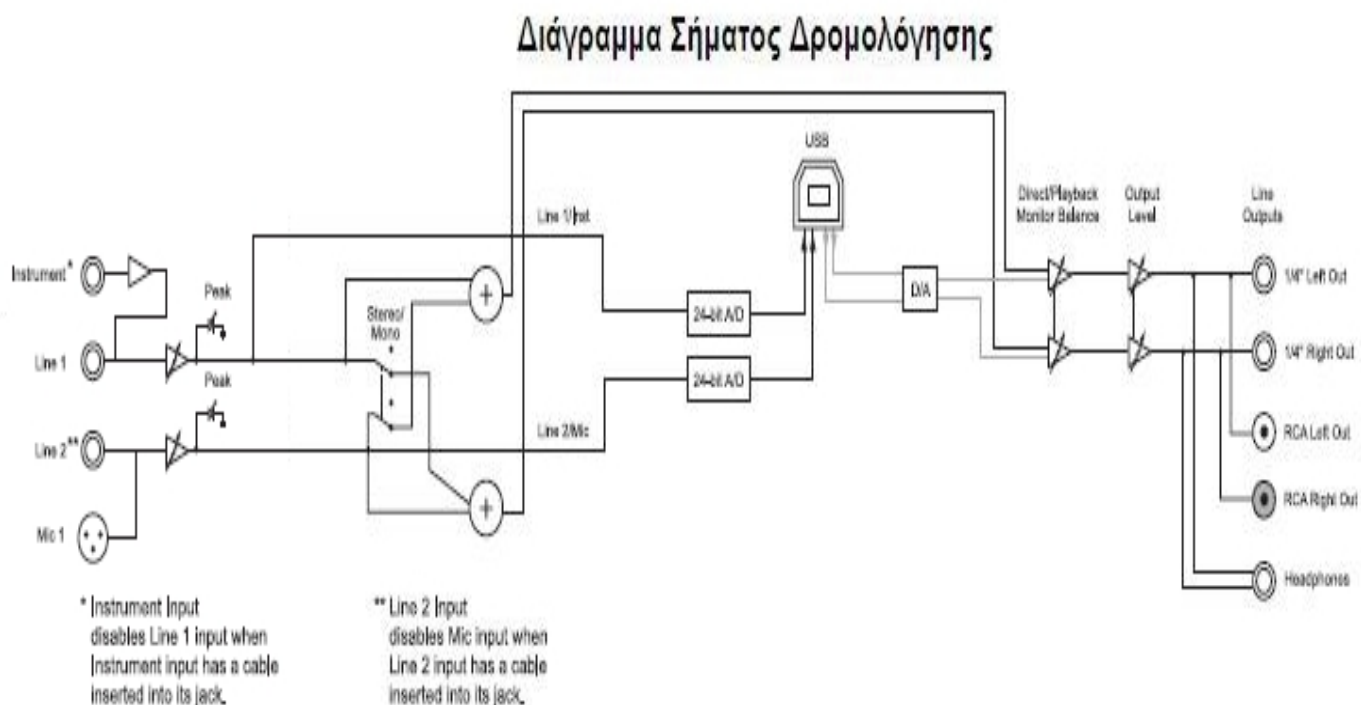 Διάγραμμα Σήματος Δρομολόγησης
USB
Line 1/Inst
Direct/Playback
Monitor Balance
Output
Level
Line
Outputs
Instrument*
Peak
Stereo/
Mono
24-bit A/D
D/A
1/4" Left Out
Line 1
1/4" Right Out
Peak
24-bit A/D
Line 2**
Line 2/Mic
RCA Left Out
RCA Right Out
Mic 1
Headphones
* Instrument Input
disables Line 1 input when
Instrument input has a cable
inserted into its jack.
** Line 2 Input
disables Mic input when
Line 2 input has a cable
inserted into its jack.